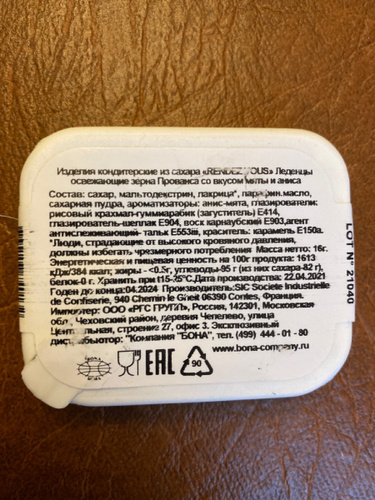 Изделия кондитерские из сахара «RENDEZ VOUS» Леденцы
освежающие зерна Прованса со вкусом мяты и аниса
Состав: сахар, мальтодекстрин, лакрица*, парафин.масло,
сахарная пудра, ароматизаторы: анис-мята, глазирователи:
рисовый крахмал-гуммиарабик (загуститель) E414,
глазирователь-шеллак E904, воск карнаубский E903,агент
антислеживающий- тальк E553iii, краситель: карамель E150a.
*Люди, страдающие от высокого кровяного давления,
должны избегать чрезмерного потребления Масса нетто: 16г.
Энергетическая и пищевая ценность на 100г продукта: 1613
кДж/384 ккал; жиры - <0.5г, углеводы-95 г (из них сахара-82 г),
белок-0 г. Хранить при t15-25°C.Дата производства: 22.04.2021
Годен до конца:04.2024 Производитель:SIC Societe Industrielle
de Confiserie, 940 Chemin le Gheit 06390 Contes, Франция.
Импортер: ООО «РГС ГРУПП», Россия, 142301, Московская
обл., Чеховский район, деревня Чепелево, улица
Центральная, строение 27, офис 3. Эксклюзивный
дистрибьютор: "Компания "БОНА", тел. (499) 444 - 01 - 80
www.bona-company.ru
EAC
90
LOT N° 21040